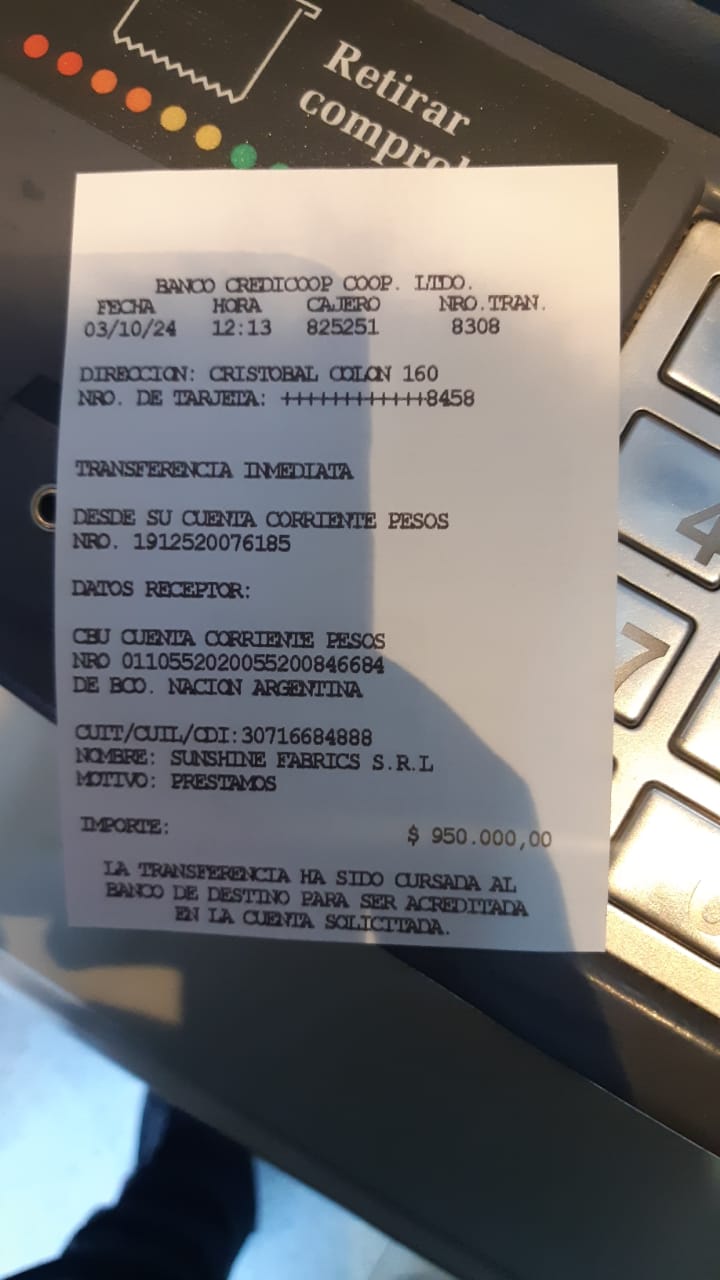 Retirar
BANCO CREDICOOP COOP. LTDO.
FECHA HORA CAJERO NRO.TRAN.
03/10/24 12:13 825251 8308
DIRECCION: CRISTOBAL COLON 160
NRO. DE TARJETA: ++++++++++++8458
TRANSFERENCIA INMEDIATA
DESDE SU CUENTA CORRIENTE PESOS
NRO. 1912520076185
DATOS RECEPTOR:
CBU CUENTA CORRIENTE PESOS
NRO 0110552020055200846684
DE BCO. NACION ARGENTINA
CUIT/CUIL/CDI:30716684888
NOMBRE: SUNSHINE FABRICS S.R.L
MOTIVO: PRESTAMOS
IMPORTE: $ 950.000,00
LA TRANSFERENCIA HA SIDO CURSADA AL
BANCO DE DESTINO PARA SER ACREDITADA
EN LA CUENTA SOLICITADA.
4
7